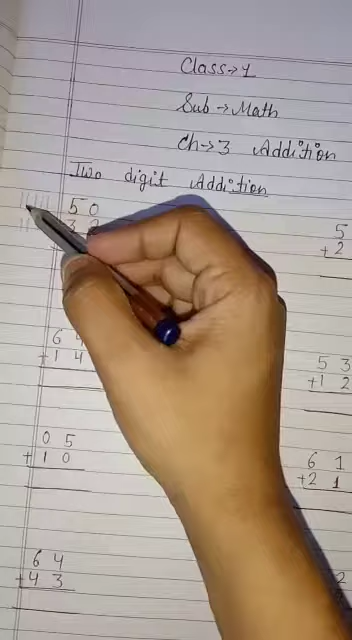 Class → 1
Sub → Math
Ch → 3 Addition
Two digit Addition
5 0
5
+ 2
6
+ 1 4
5 3
+ 1 2
0 5
+ 1 0
6 1
+ 2 1
6 4
+ 4 3
2